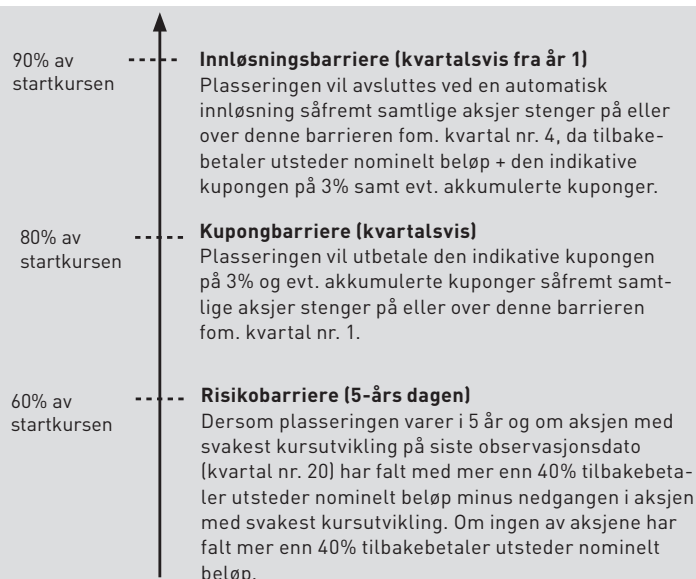 90% av
startkursen
Innløsningsbarriere (kvartalsvis fra år 1)
Plasseringen vil avsluttes ved en automatisk
innløsning såfremt samtlige aksjer stenger på eller
over denne barrieren fom. kvartal nr. 4, da tilbake-
betaler utsteder nominelt beløp + den indikative
kupongen på 3% samt evt. akkumulerte kuponger.
80% av
startkursen
Kupongbarriere (kvartalsvis)
Plasseringen vil utbetale den indikative kupongen
på 3% og evt. akkumulerte kuponger såfremt samt-
lige aksjer stenger på eller over denne barrieren
fom. kvartal nr. 1.
60% av
startkursen
Risikobarriere (5-års dagen)
Dersom plasseringen varer i 5 år og om aksjen med
svakest kursutvikling på siste observasjonsdato
(kvartal nr. 20) har falt med mer enn 40% tilbakebeta-
ler utsteder nominelt beløp minus nedgangen i aksjen
med svakest kursutvikling. Om ingen av aksjene har
falt mer enn 40% tilbakebetaler utsteder nominelt
beløp.